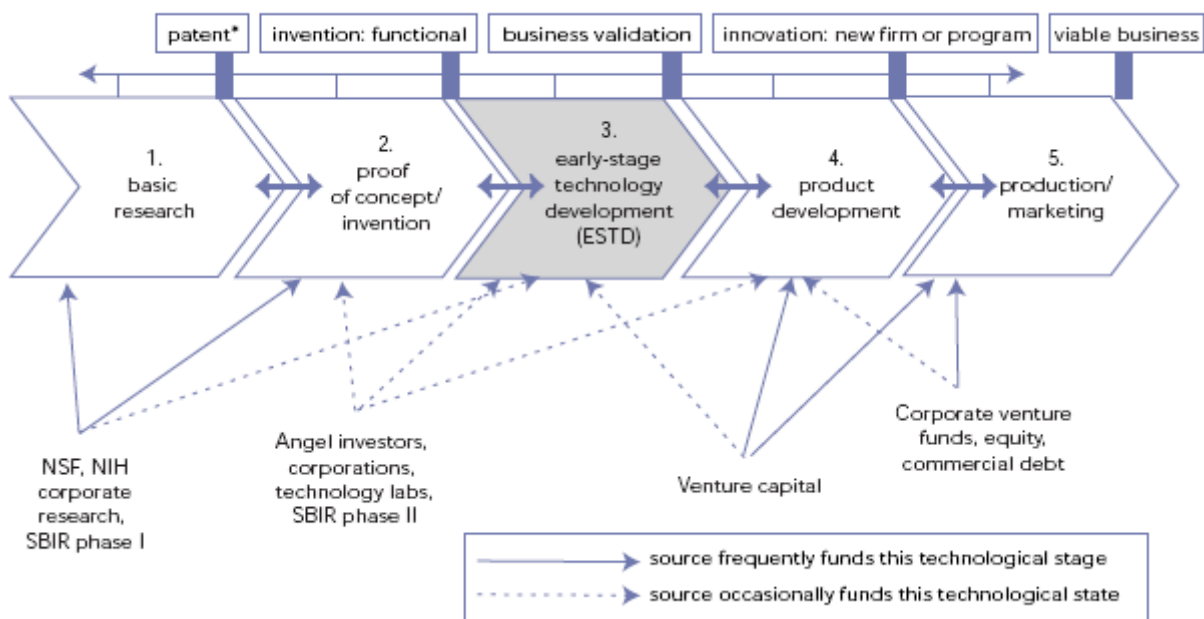 patent*
invention: functional
business validation
innovation: new firm or program
viable business
1.
basic
research
2.
proof
of concept/
invention
3.
early-stage
technology
development
(ESTD)
4.
product
development
5.
production/
marketing
NSF, NIH
corporate
research,
SBIR phase I
Angel investors,
corporations,
technology labs,
SBIR phase II
Venture capital
Corporate venture
funds, equity,
commercial debt
source frequently funds this technological stage
source occasionally funds this technological state